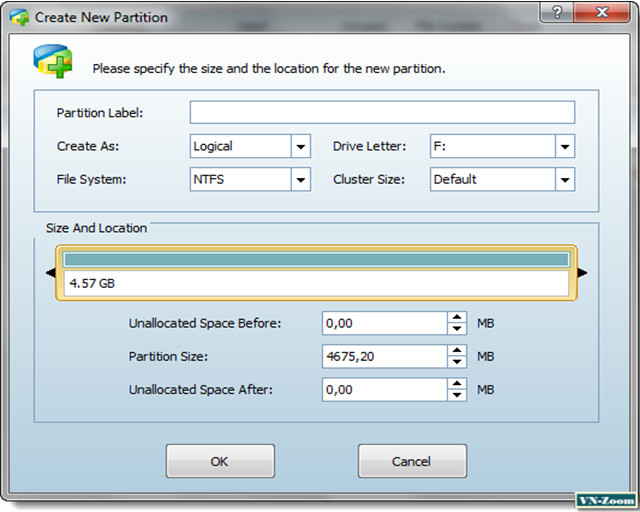 Create New Partition
Please specify the size and the location for the new partition.
Partition Label:
Create As: Logical Drive Letter: F:
File System: NTFS Cluster Size: Default
Size And Location
4.57 GB
Unallocated Space Before: 0,00 MB
Partition Size: 4675,20 MB
Unallocated Space After: 0,00 MB
OK Cancel
VN-Zoom